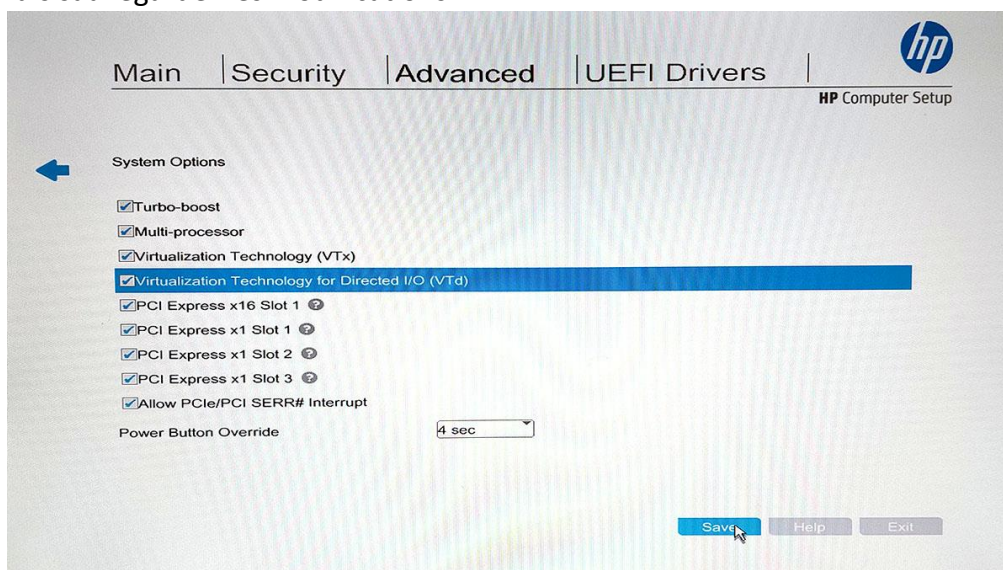 hp
Main Security Advanced UEFI Drivers
HP Computer Setup
System Options
Turbo-boost
Multi-processor
Virtualization Technology (VTx)
Virtualization Technology for Directed I/O (VTd)
PCI Express x16 Slot 1 ?
PCI Express x1 Slot 1 ?
PCI Express x1 Slot 2 ?
PCI Express x1 Slot 3 ?
Allow PCIe/PCI SERR# Interrupt
Power Button Override 4 sec
Save Help Exit